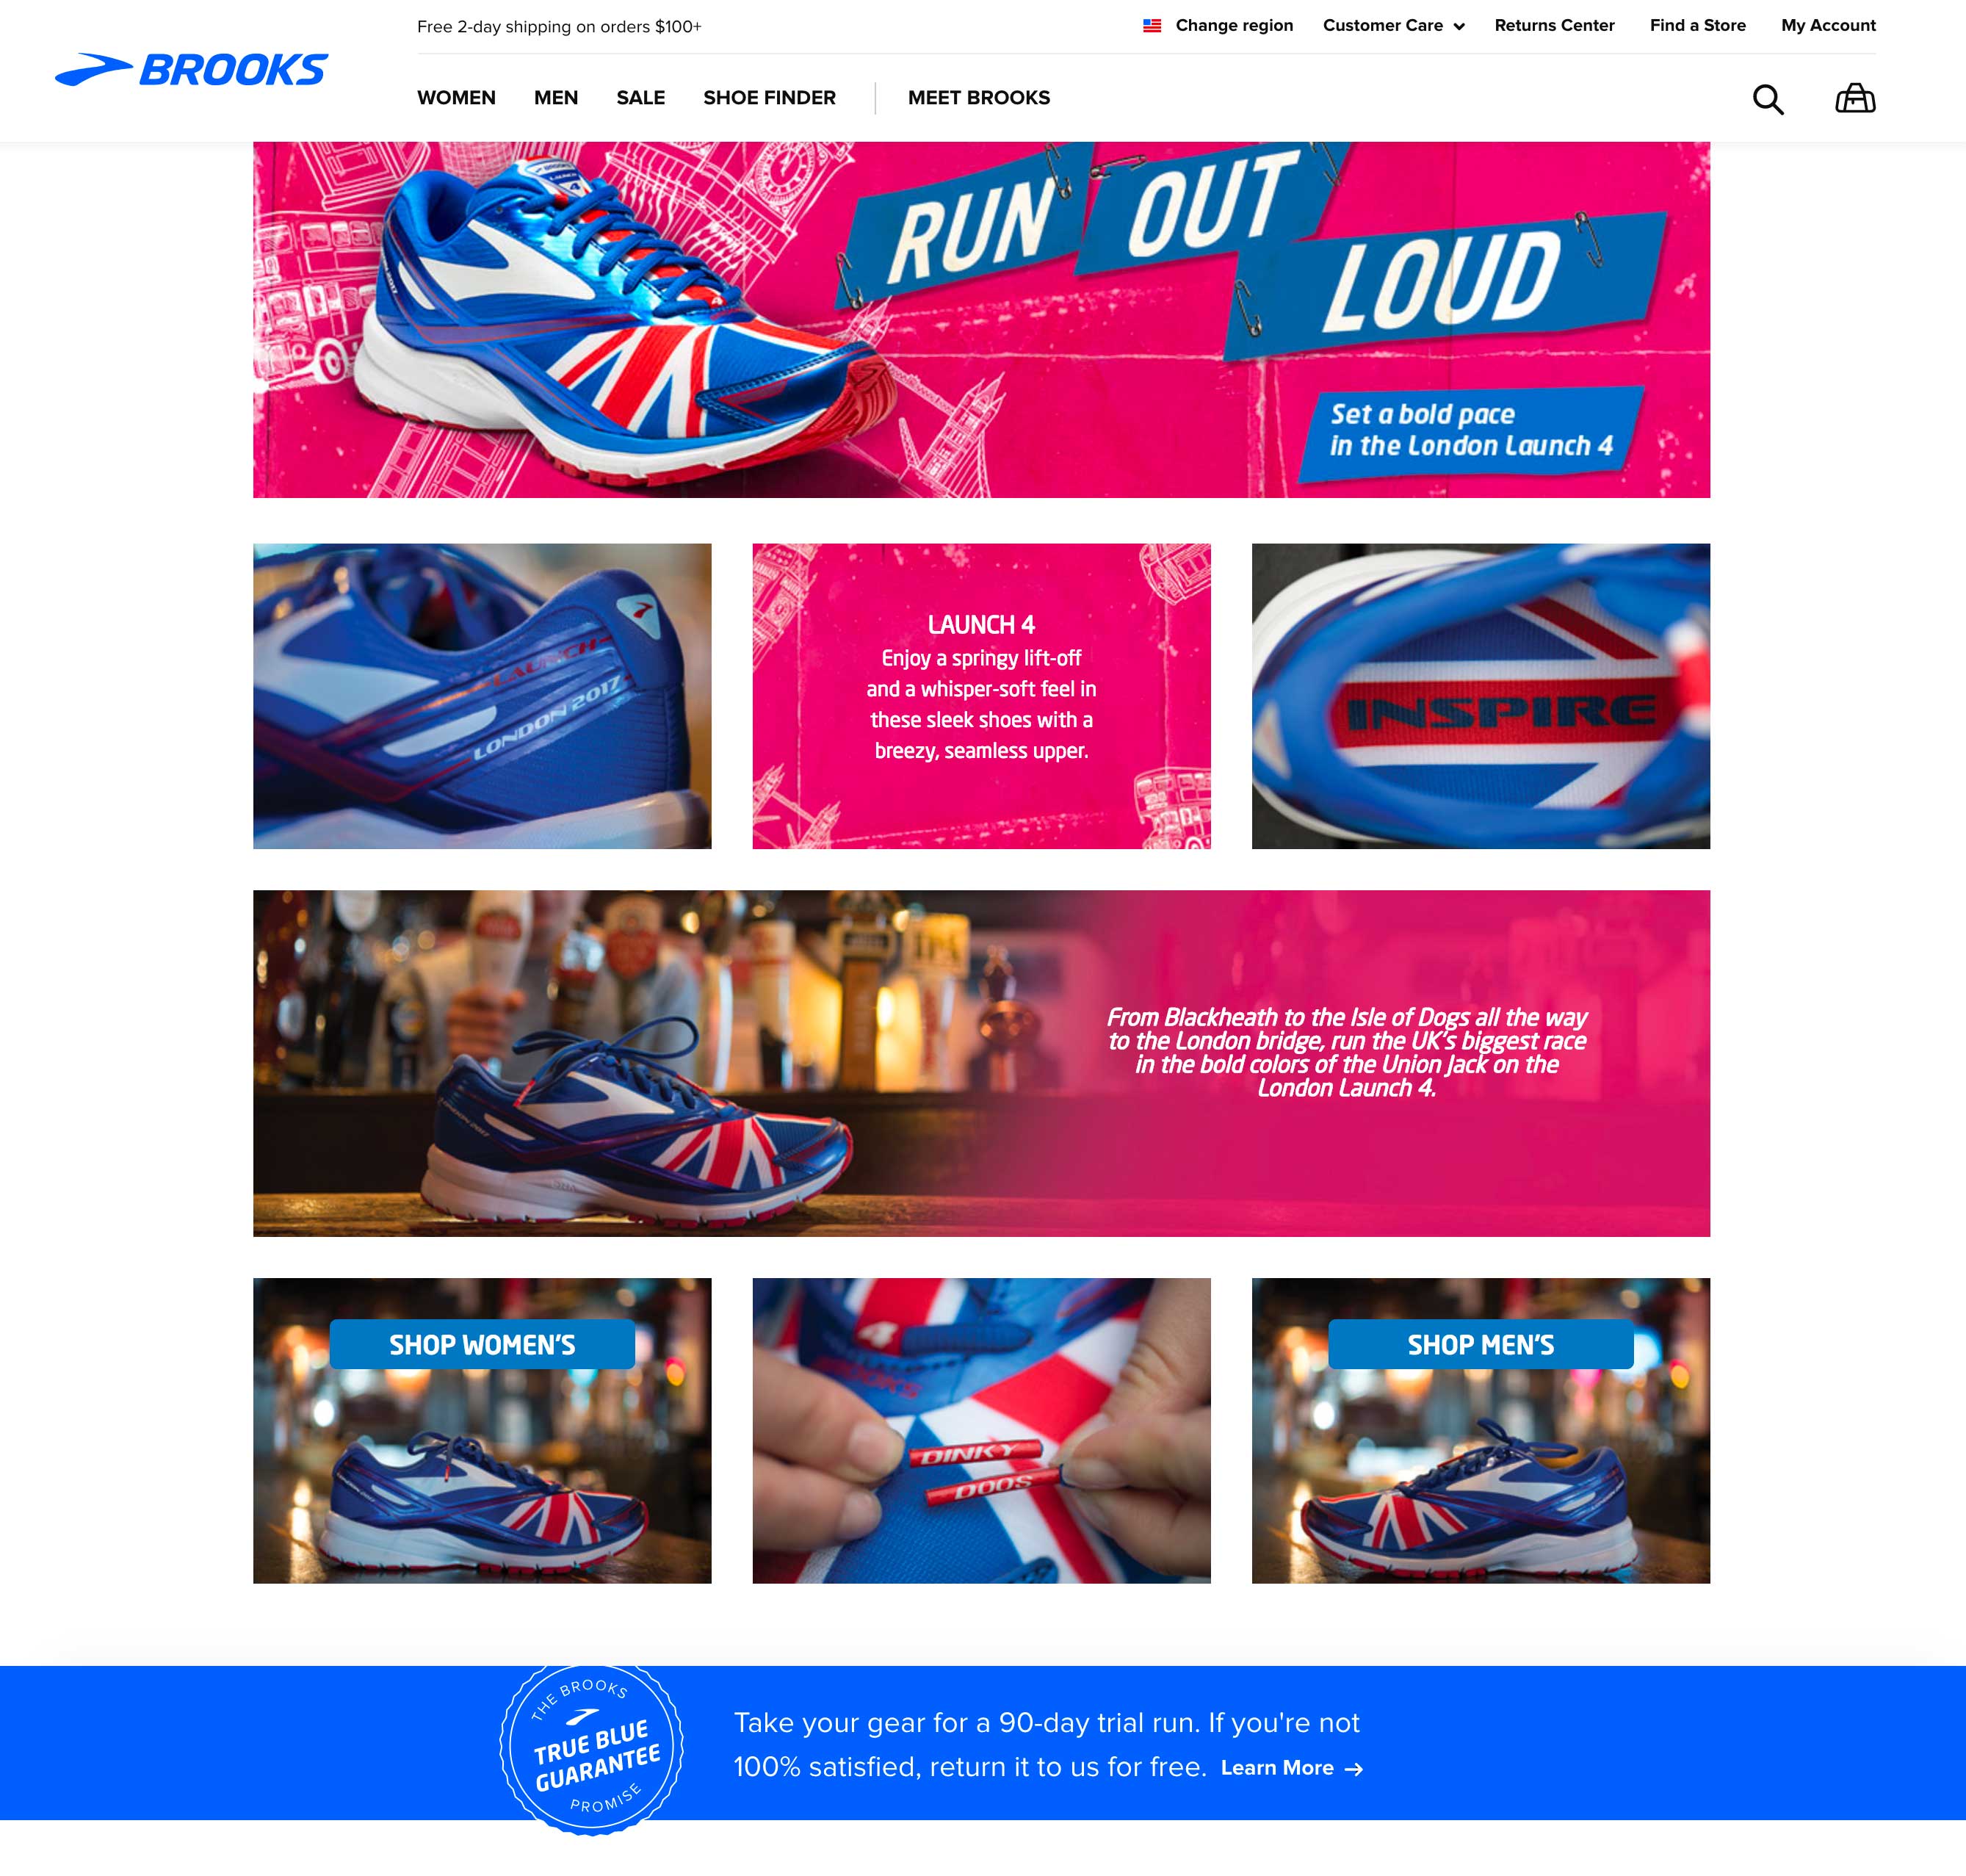 Free 2-day shipping on orders $100+
Change region
Customer Care
Returns Center
Find a Store
My Account
BROOKS
WOMEN
MEN
SALE
SHOE FINDER
MEET BROOKS
RUN OUT
LOUD
Set a bold pace
in the London Launch 4
LAUNCH
LONDON 2017
LAUNCH 4
Enjoy a springy lift-off
and a whisper-soft feel in
these sleek shoes with a
breezy, seamless upper.
INSPIRE
IPA
From Blackheath to the Isle of Dogs all the way
to the London bridge, run the UK's biggest race
in the bold colors of the Union Jack on the
London Launch 4.
SHOP WOMEN'S
4
BROOKS
DINKY
DOOS
SHOP MEN'S
THE BROOKS
TRUE BLUE
GUARANTEE
PROMISE
Take your gear for a 90-day trial run. If you're not
100% satisfied, return it to us for free. Learn More →